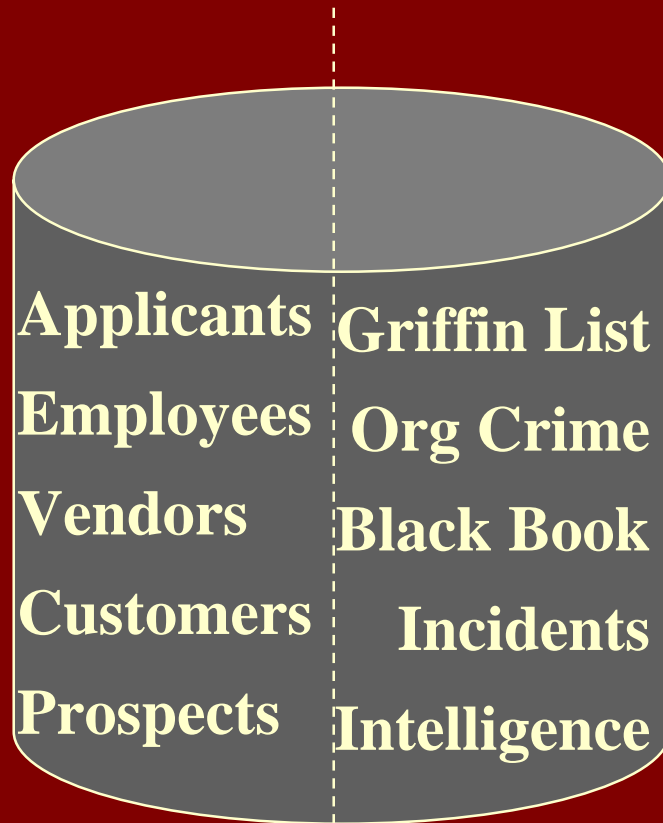 Applicants
Employees
Vendors
Customers
Prospects
Griffin List
Org Crime
Black Book
Incidents
Intelligence